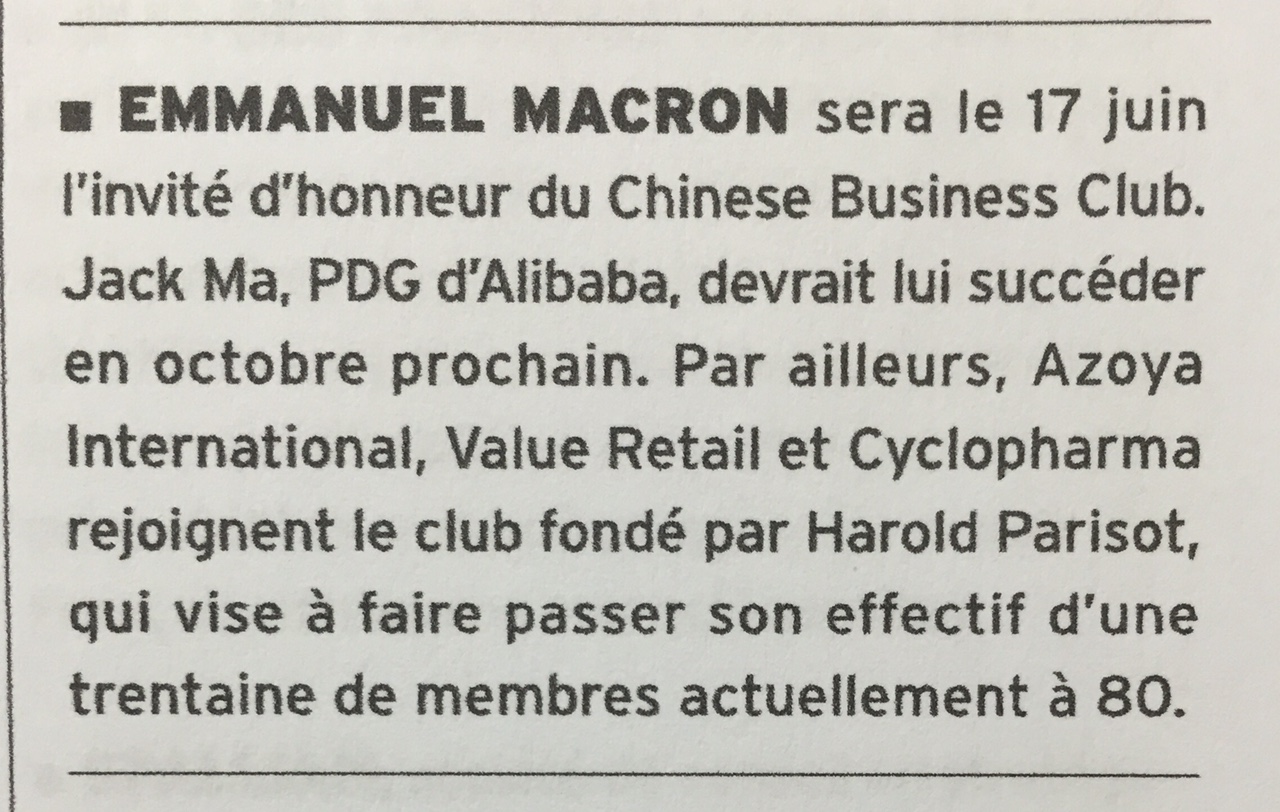 ■ EMMANUEL MACRON sera le 17 juin
l'invité d'honneur du Chinese Business Club.
Jack Ma, PDG d'Alibaba, devrait lui succéder
en octobre prochain. Par ailleurs, Azoya
International, Value Retail et Cyclopharma
rejoignent le club fondé par Harold Parisot,
qui vise à faire passer son effectif d'une
trentaine de membres actuellement à 80.